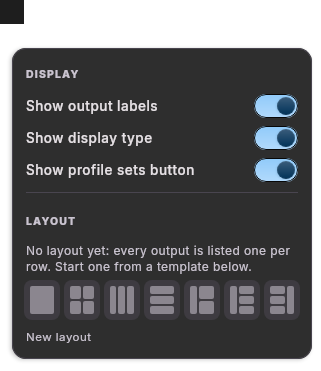 DISPLAY
Show output labels
Show display type
Show profile sets button
LAYOUT
No layout yet: every output is listed one per
row. Start one from a template below.
New layout